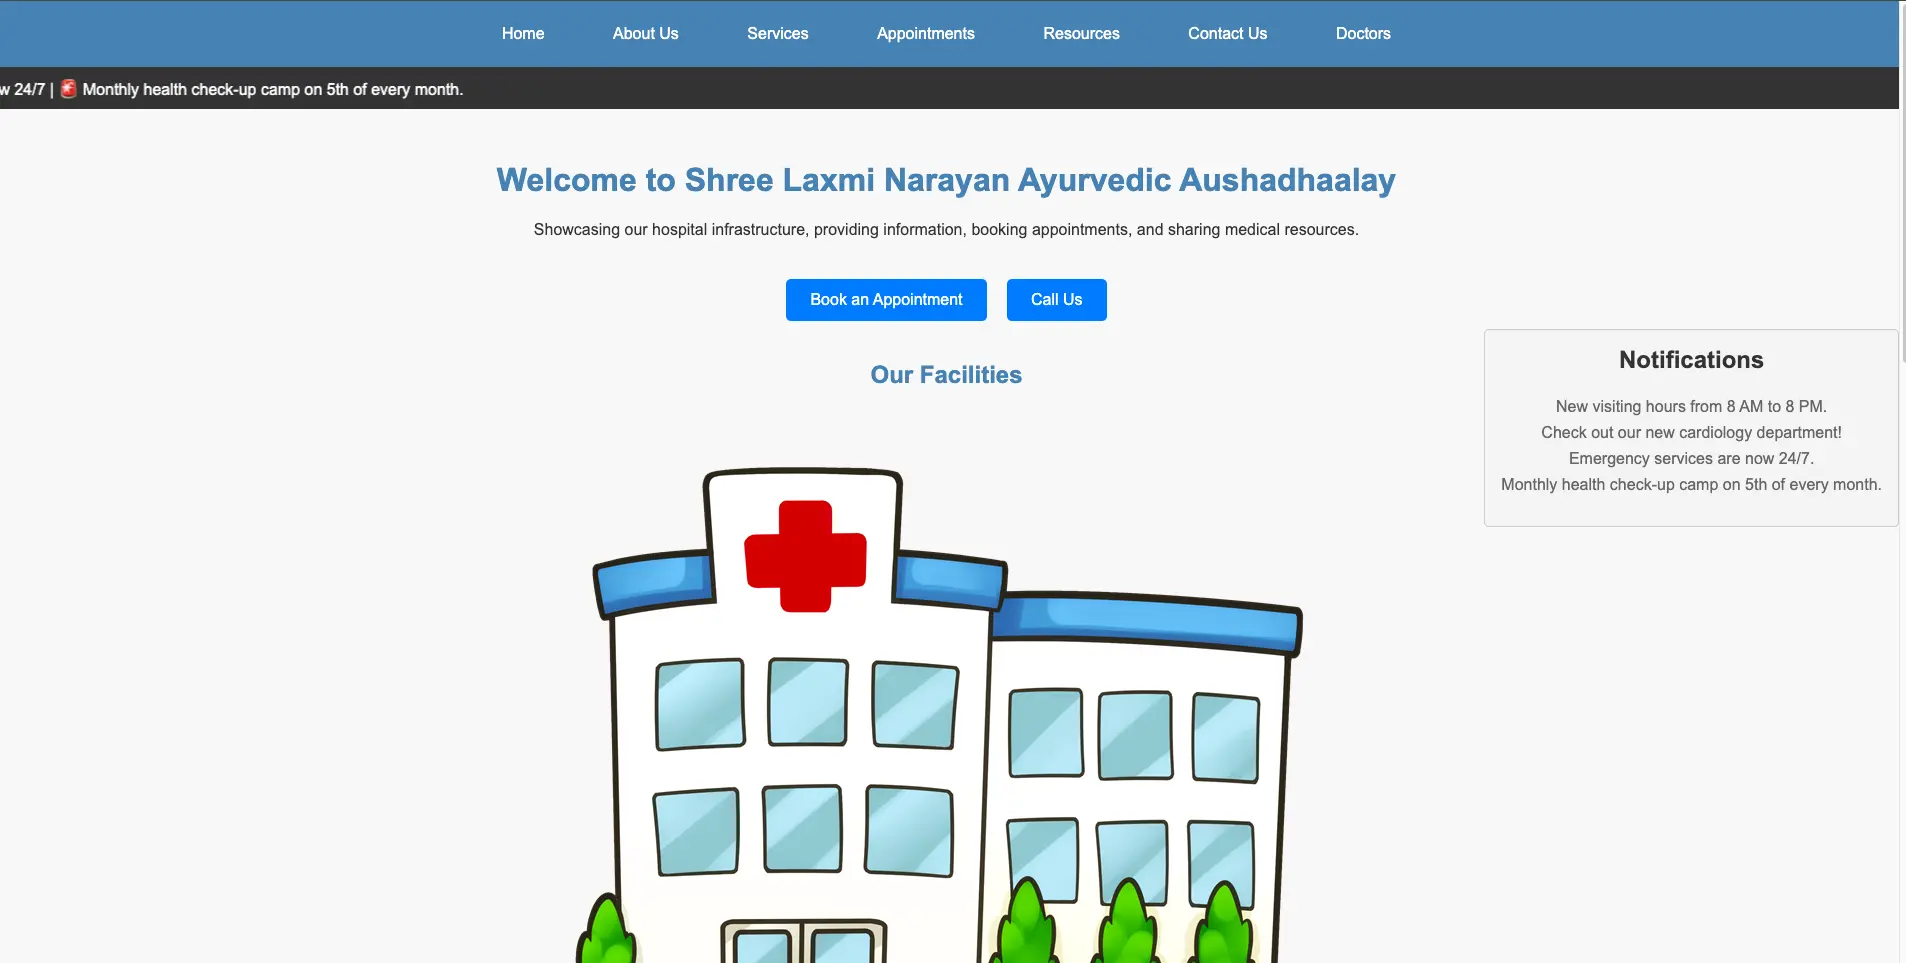 Home About Us Services Appointments Resources Contact Us Doctors
24/7 | 🚨 Monthly health check-up camp on 5th of every month.
Welcome to Shree Laxmi Narayan Ayurvedic Aushadhaalay
Showcasing our hospital infrastructure, providing information, booking appointments, and sharing medical resources.
Book an Appointment Call Us
Our Facilities
Notifications
New visiting hours from 8 AM to 8 PM.
Check out our new cardiology department!
Emergency services are now 24/7.
Monthly health check-up camp on 5th of every month.